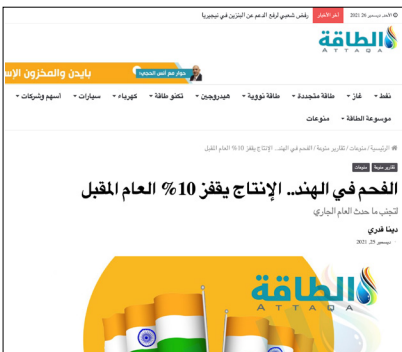 الأحد, ديسمبر 26 2021 آخر الأخبار رفض شعبي لرفع الدعم عن البنزين في نيجيريا
الطاقة
ATTAQA
حوار مع أنس الحجي:
بايدن والمخزون الإس
نفط غاز طاقة متجددة طاقة نووية هيدروجين تكنو طاقة كهرباء سيارات أسهم وشركات
موسوعة الطاقة منوعات
الرئيسية / منوعات / تقارير منوعة / الفحم في الهند.. الإنتاج يقفز 10% العام المقبل
تقارير منوعة منوعات
الفحم في الهند.. الإنتاج يقفز 10% العام المقبل
لتجنب ما حدث العام الجاري
دينا قدري
ديسمبر 25, 2021
الطاقة
ATTAQA